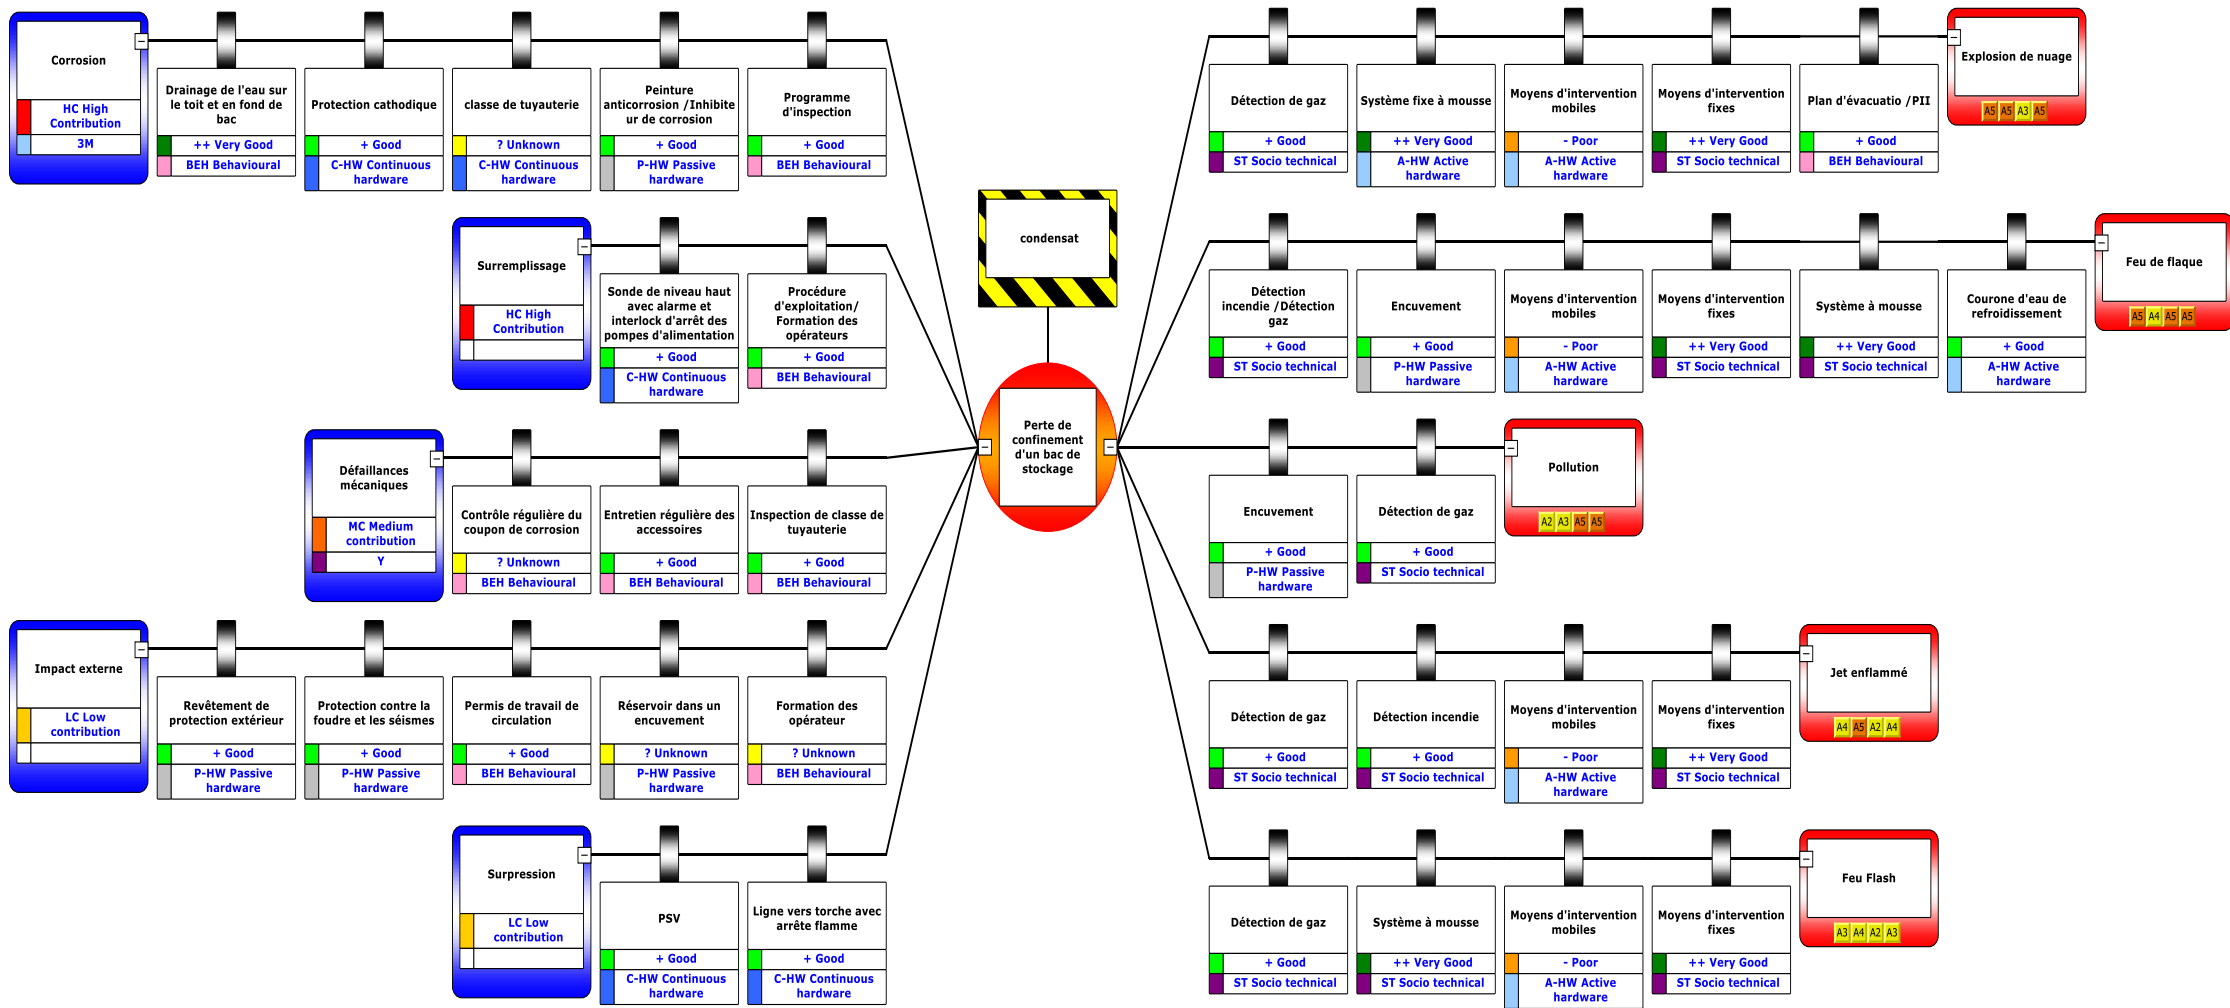 Corrosion
HC High
Contribution
3M
Drainage de l'eau sur
le toit et en fond de
bac
++ Very Good
BEH Behavioural
Protection cathodique
+ Good
C-HW Continuous
hardware
classe de tuyauterie
? Unknown
C-HW Continuous
hardware
Peinture
anticorrosion /Inhibite
ur de corrosion
+ Good
P-HW Passive
hardware
Programme
d'inspection
+ Good
BEH Behavioural
Surremplissage
HC High
Contribution
Sonde de niveau haut
avec alarme et
interlock d'arrêt des
pompes d'alimentation
+ Good
C-HW Continuous
hardware
Procédure
d'exploitation/
Formation des
opérateurs
+ Good
BEH Behavioural
Défaillances
mécaniques
MC Medium
contribution
Y
Contrôle régulière du
coupon de corrosion
? Unknown
BEH Behavioural
Entretien régulière des
accessoires
+ Good
BEH Behavioural
Inspection de classe de
tuyauterie
+ Good
BEH Behavioural
Impact externe
LC Low
contribution
Revêtement de
protection extérieur
+ Good
P-HW Passive
hardware
Protection contre la
foudre et les séismes
+ Good
P-HW Passive
hardware
Permis de travail de
circulation
+ Good
BEH Behavioural
Réservoir dans un
encuvement
? Unknown
P-HW Passive
hardware
Formation des
opérateur
? Unknown
BEH Behavioural
Surpression
LC Low
contribution
PSV
+ Good
C-HW Continuous
hardware
Ligne vers torche avec
arrête flamme
+ Good
C-HW Continuous
hardware
condensat
Perte de
confinement
d'un bac de
stockage
Détection de gaz
+ Good
ST Socio technical
Système fixe à mousse
++ Very Good
A-HW Active
hardware
Moyens d'intervention
mobiles
- Poor
A-HW Active
hardware
Moyens d'intervention
fixes
++ Very Good
ST Socio technical
Plan d'évacuatio /PII
+ Good
BEH Behavioural
Explosion de nuage
A5 A5 A3 A5
Détection
incendie /Détection
gaz
+ Good
ST Socio technical
Encuvement
+ Good
P-HW Passive
hardware
Moyens d'intervention
mobiles
- Poor
A-HW Active
hardware
Moyens d'intervention
fixes
++ Very Good
ST Socio technical
Système à mousse
++ Very Good
ST Socio technical
Courone d'eau de
refroidissement
+ Good
A-HW Active
hardware
Feu de flaque
A5 A4 A5 A5
Encuvement
+ Good
P-HW Passive
hardware
Détection de gaz
+ Good
ST Socio technical
Pollution
A2 A3 A5 A5
Détection de gaz
+ Good
ST Socio technical
Détection incendie
+ Good
ST Socio technical
Moyens d'intervention
mobiles
- Poor
A-HW Active
hardware
Moyens d'intervention
fixes
++ Very Good
ST Socio technical
Jet enflammé
A4 A5 A2 A4
Détection de gaz
+ Good
ST Socio technical
Système à mousse
++ Very Good
ST Socio technical
Moyens d'intervention
mobiles
- Poor
A-HW Active
hardware
Moyens d'intervention
fixes
++ Very Good
ST Socio technical
Feu Flash
A3 A4 A2 A3